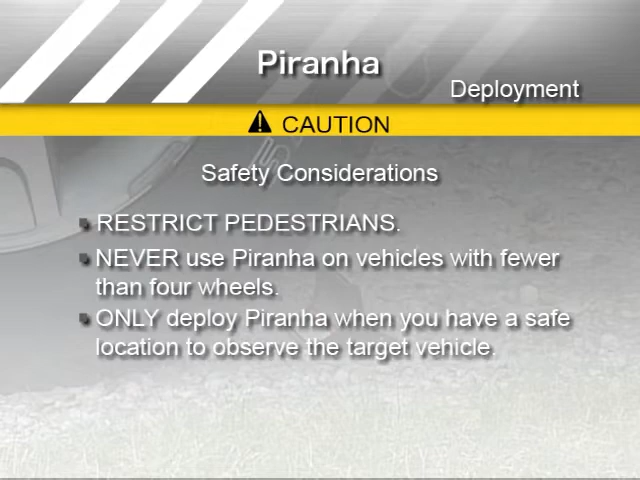 Piranha
Deployment
CAUTION
Safety Considerations
RESTRICT PEDESTRIANS.
NEVER use Piranha on vehicles with fewer
than four wheels.
ONLY deploy Piranha when you have a safe
location to observe the target vehicle.